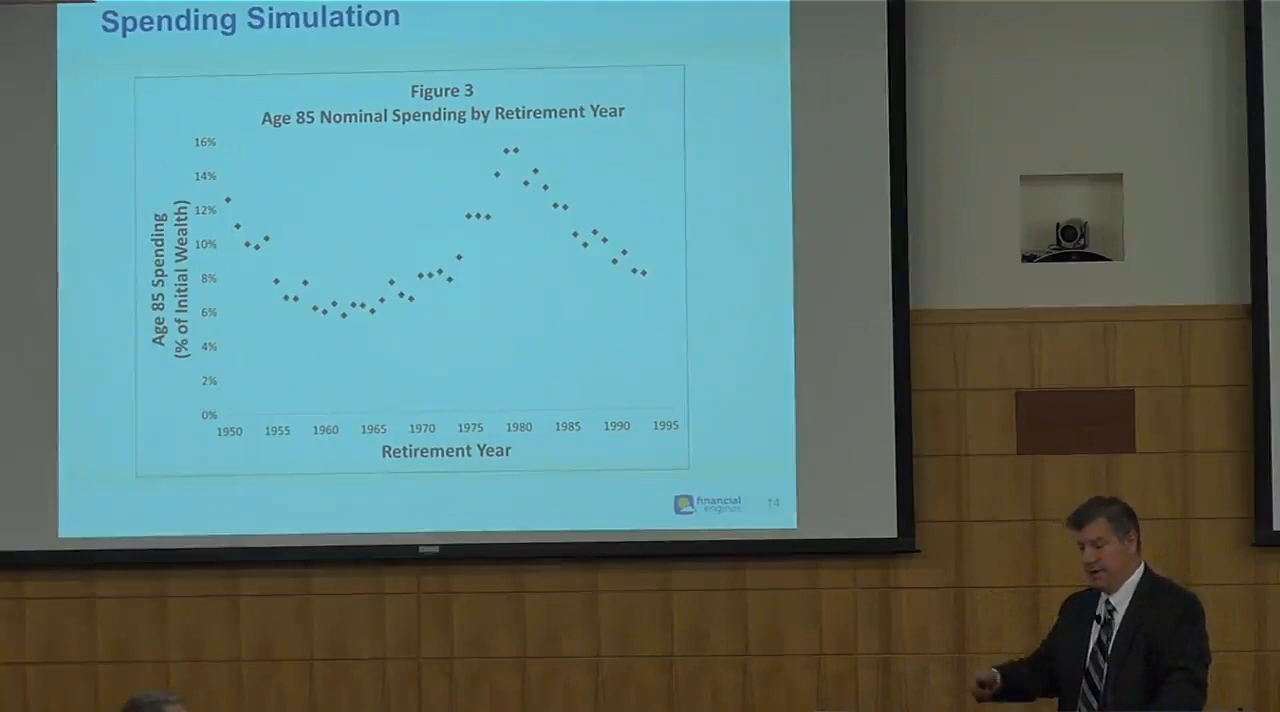 Spending Simulation
Figure 3
Age 85 Nominal Spending by Retirement Year
Age 85 Spending
(% of Initial Wealth)
16%
14%
12%
10%
8%
6%
4%
2%
0%
1950 1955 1960 1965 1970 1975 1980 1985 1990 1995
Retirement Year
financial
engines
14